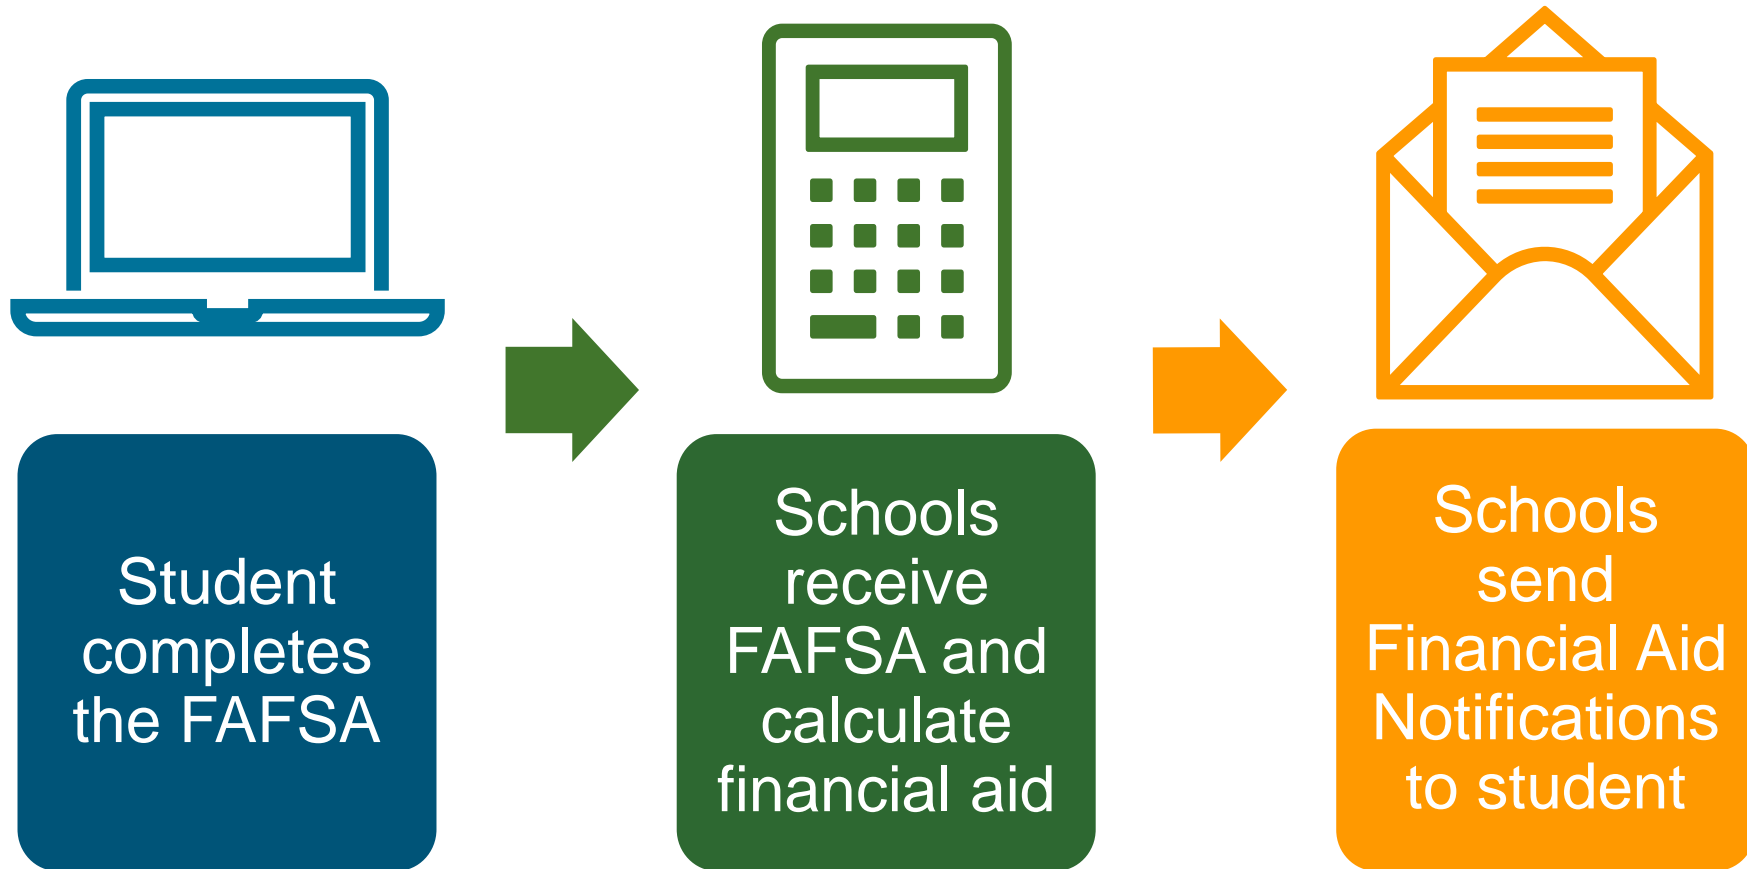 Student
completes
the FAFSA
Schools
receive
FAFSA and
calculate
financial aid
Schools
send
Financial Aid
Notifications
to student